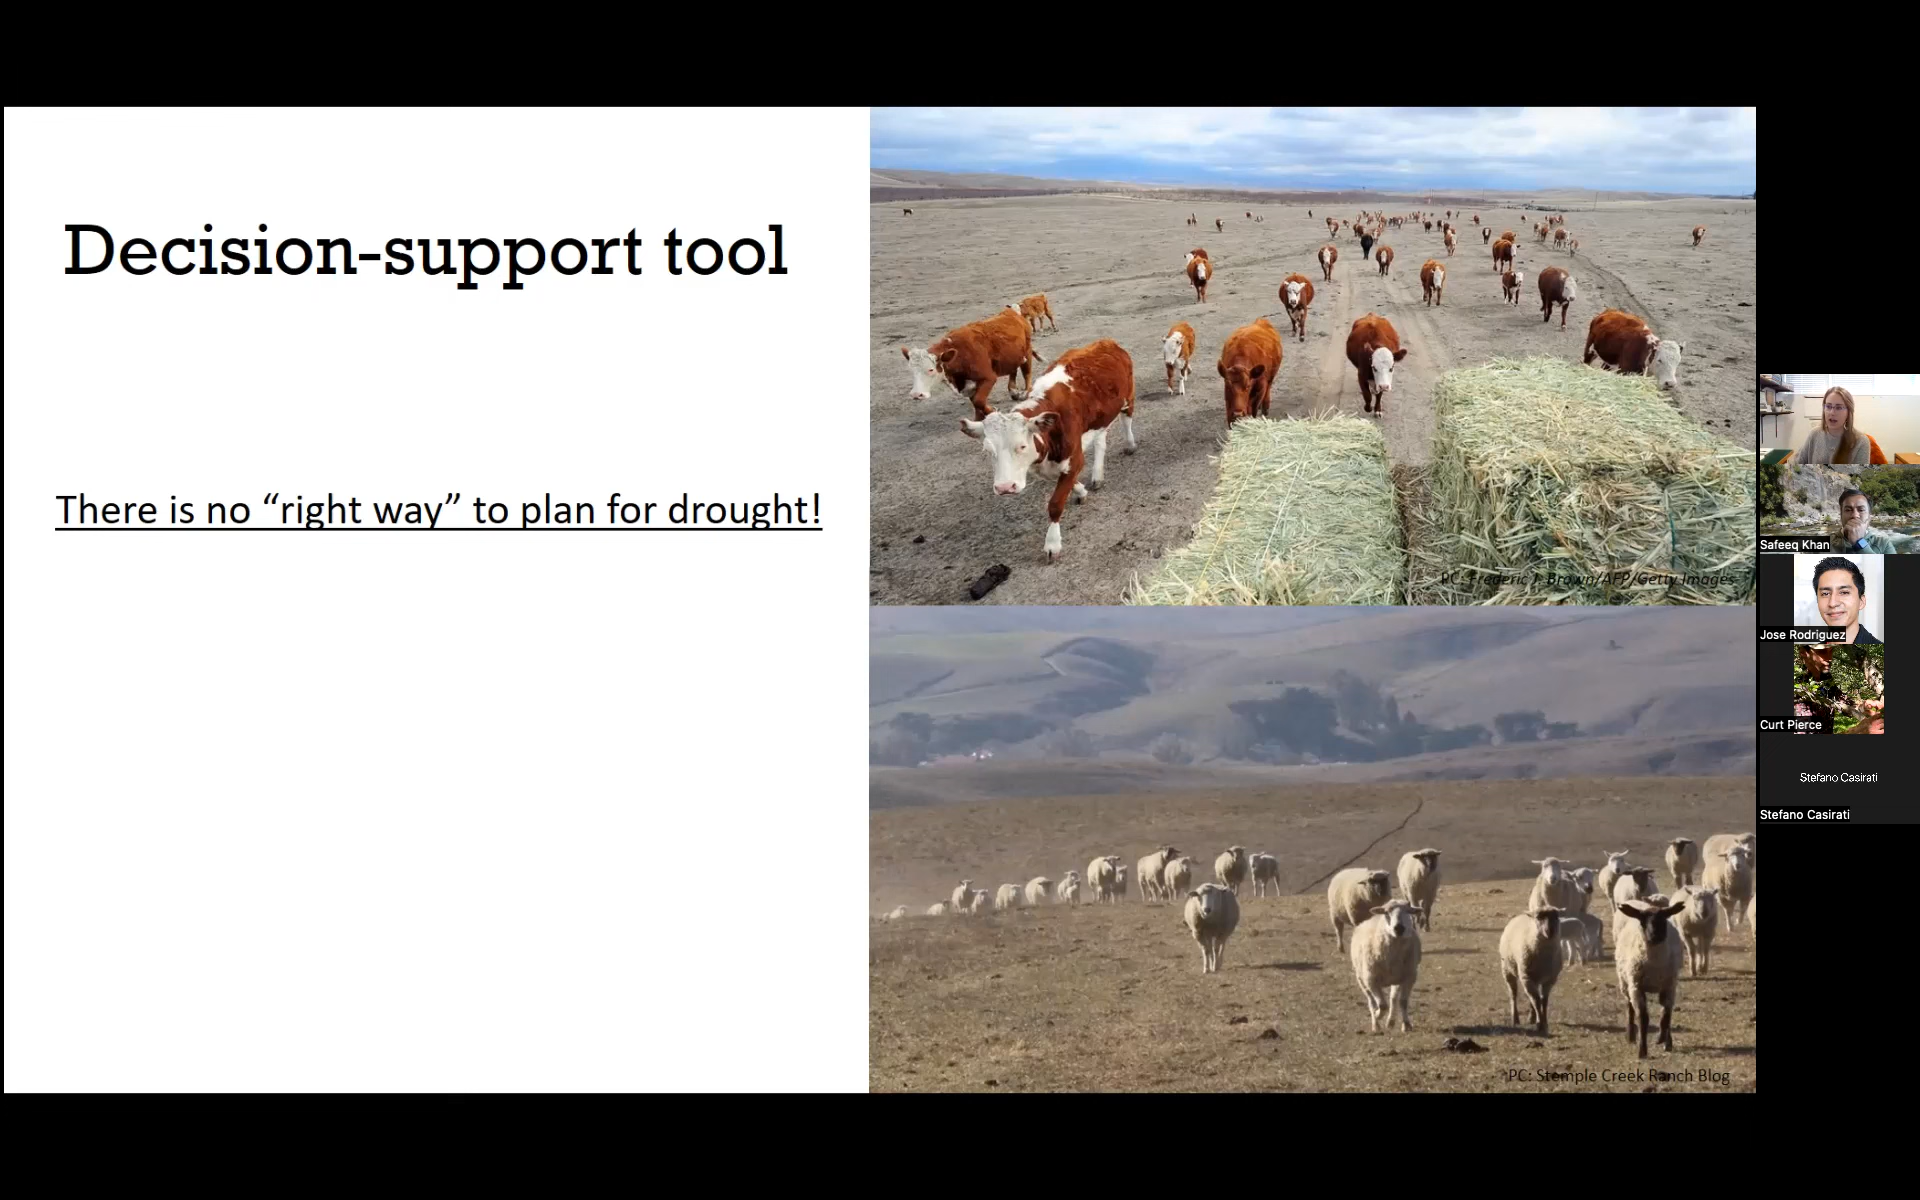 Decision-support tool
There is no “right way” to plan for drought!
PC: Frederic J. Brown/AFP/Getty Images
PC: Stemple Creek Ranch Blog
Safeeq Khan
Jose Rodriguez
Curt Pierce
Stefano Casirati
Stefano Casirati